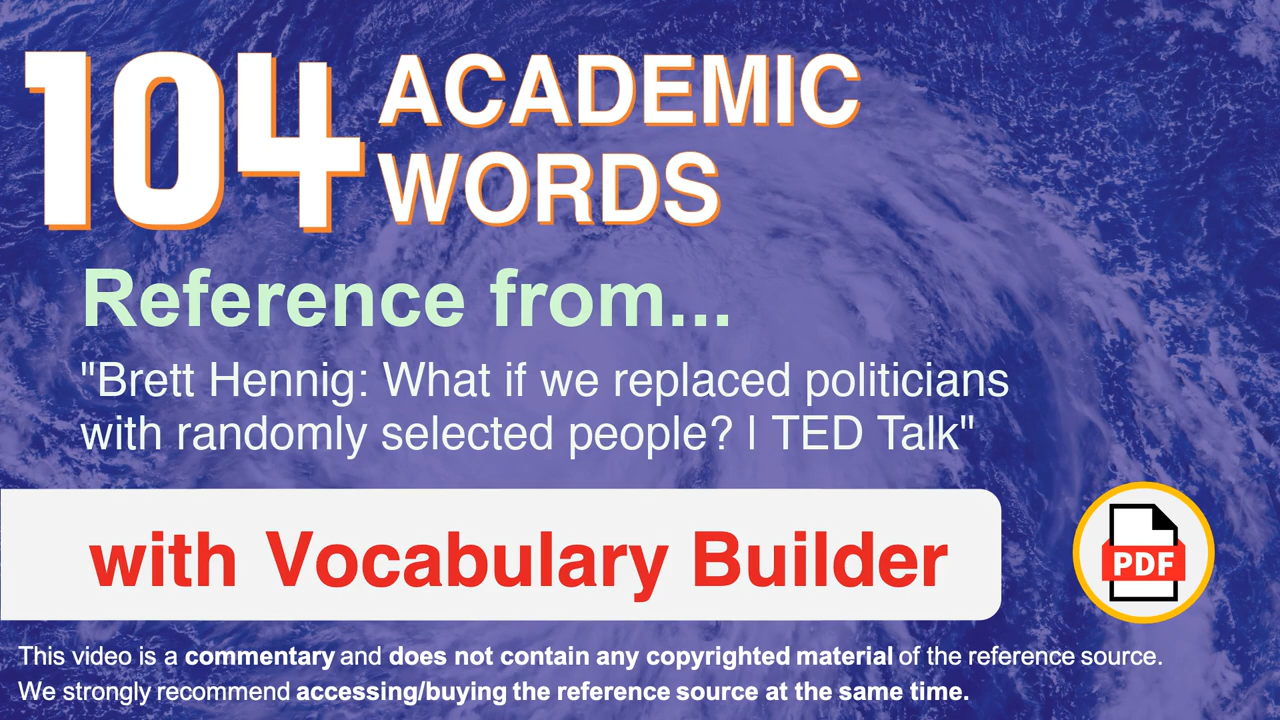 104 ACADEMIC
WORDS
Reference from...
"Brett Hennig: What if we replaced politicians
with randomly selected people? | TED Talk"
with Vocabulary Builder
PDF
This video is a commentary and does not contain any copyrighted material of the reference source.
We strongly recommend accessing/buying the reference source at the same time.